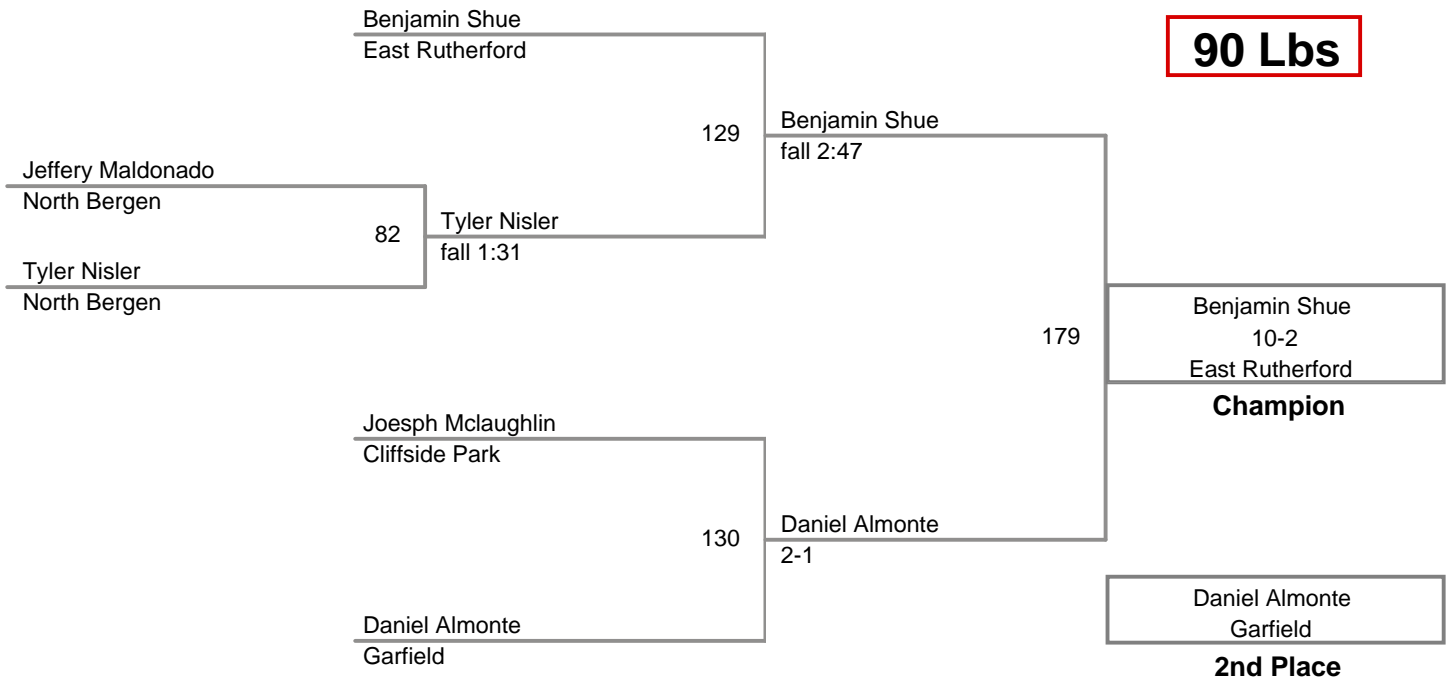 Benjamin Shue
East Rutherford
90 Lbs
129
Benjamin Shue
fall 2:47
Jeffery Maldonado
North Bergen
82
Tyler Nisler
fall 1:31
Tyler Nisler
North Bergen
179
Benjamin Shue
10-2
East Rutherford
Champion
Joesph Mclaughlin
Cliffside Park
130
Daniel Almonte
2-1
Daniel Almonte
Garfield
Daniel Almonte
Garfield
2nd Place